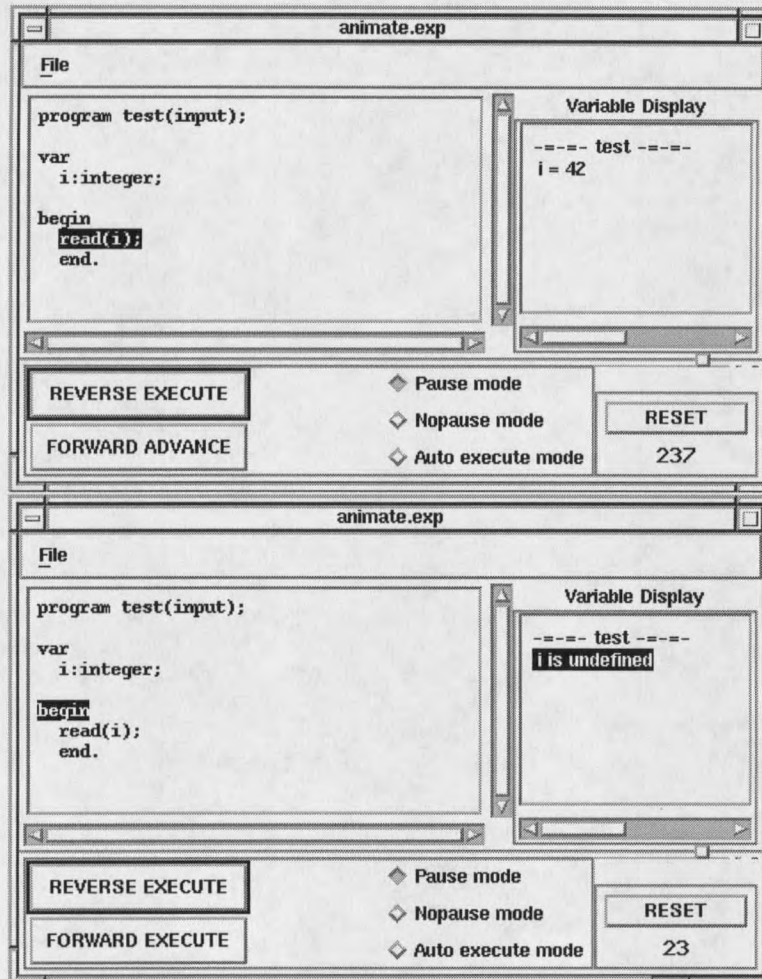 animate.exp
File
program test(input);
var
i:integer;
begin
read(i);
end.
Variable Display
-=-=- test -=-=-
i = 42
REVERSE EXECUTE
FORWARD ADVANCE
Pause mode
Nopause mode
Auto execute mode
RESET
237
animate.exp
File
program test(input);
var
i:integer;
begin
read(i);
end.
Variable Display
-=-=- test -=-=-
i is undefined
REVERSE EXECUTE
FORWARD EXECUTE
Pause mode
Nopause mode
Auto execute mode
RESET
23